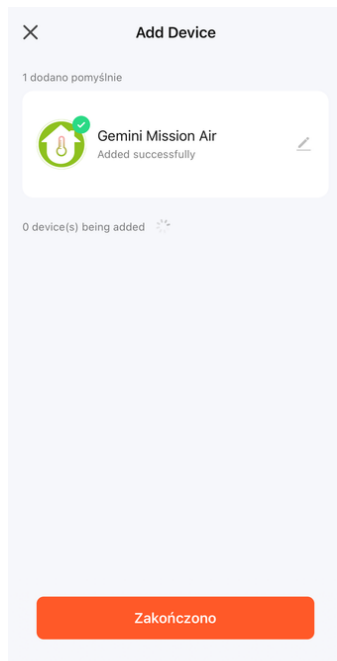 Add Device
1 dodano pomyślnie
Gemini Mission Air
Added successfully
0 device(s) being added
Zakończono